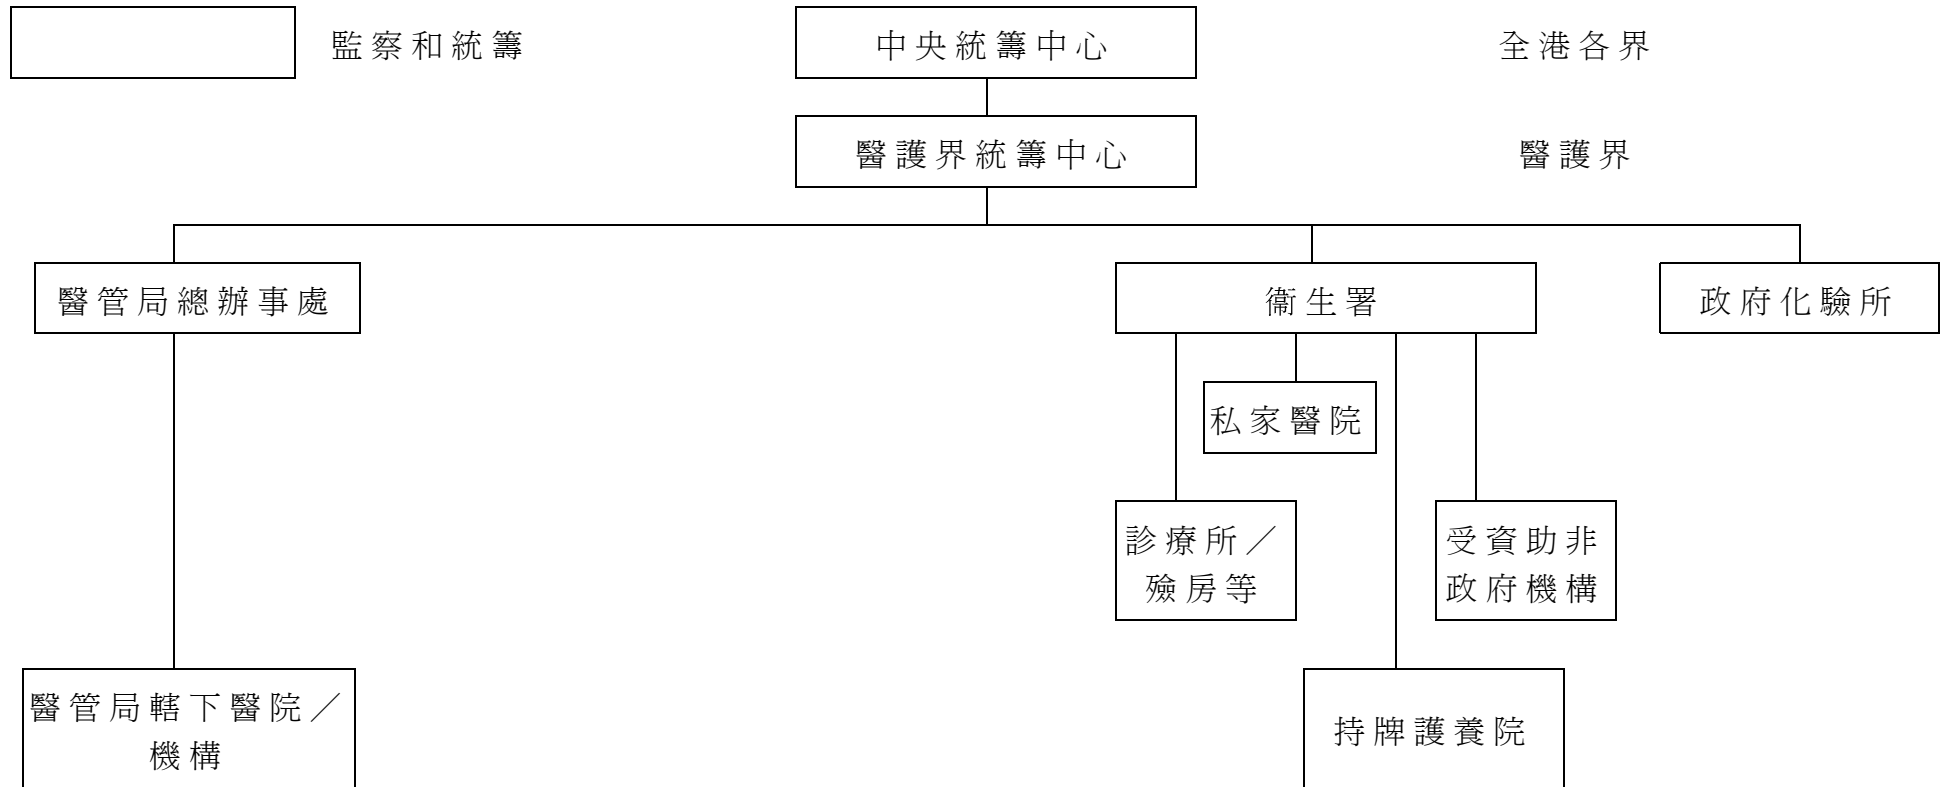 監察和統籌
中央統籌中心
全港各界
醫護界統籌中心
醫護界
醫管局總辦事處
衞生署
政府化驗所
私家醫院
診療所／
殮房等
受資助非
政府機構
醫管局轄下醫院／
機構
持牌護養院